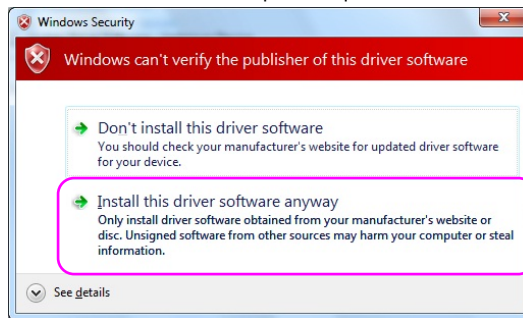 Windows Security
Windows can't verify the publisher of this driver software
Don't install this driver software
You should check your manufacturer's website for updated driver software
for your device.
Install this driver software anyway
Only install driver software obtained from your manufacturer's website or
disc. Unsigned software from other sources may harm your computer or steal
information.
See details